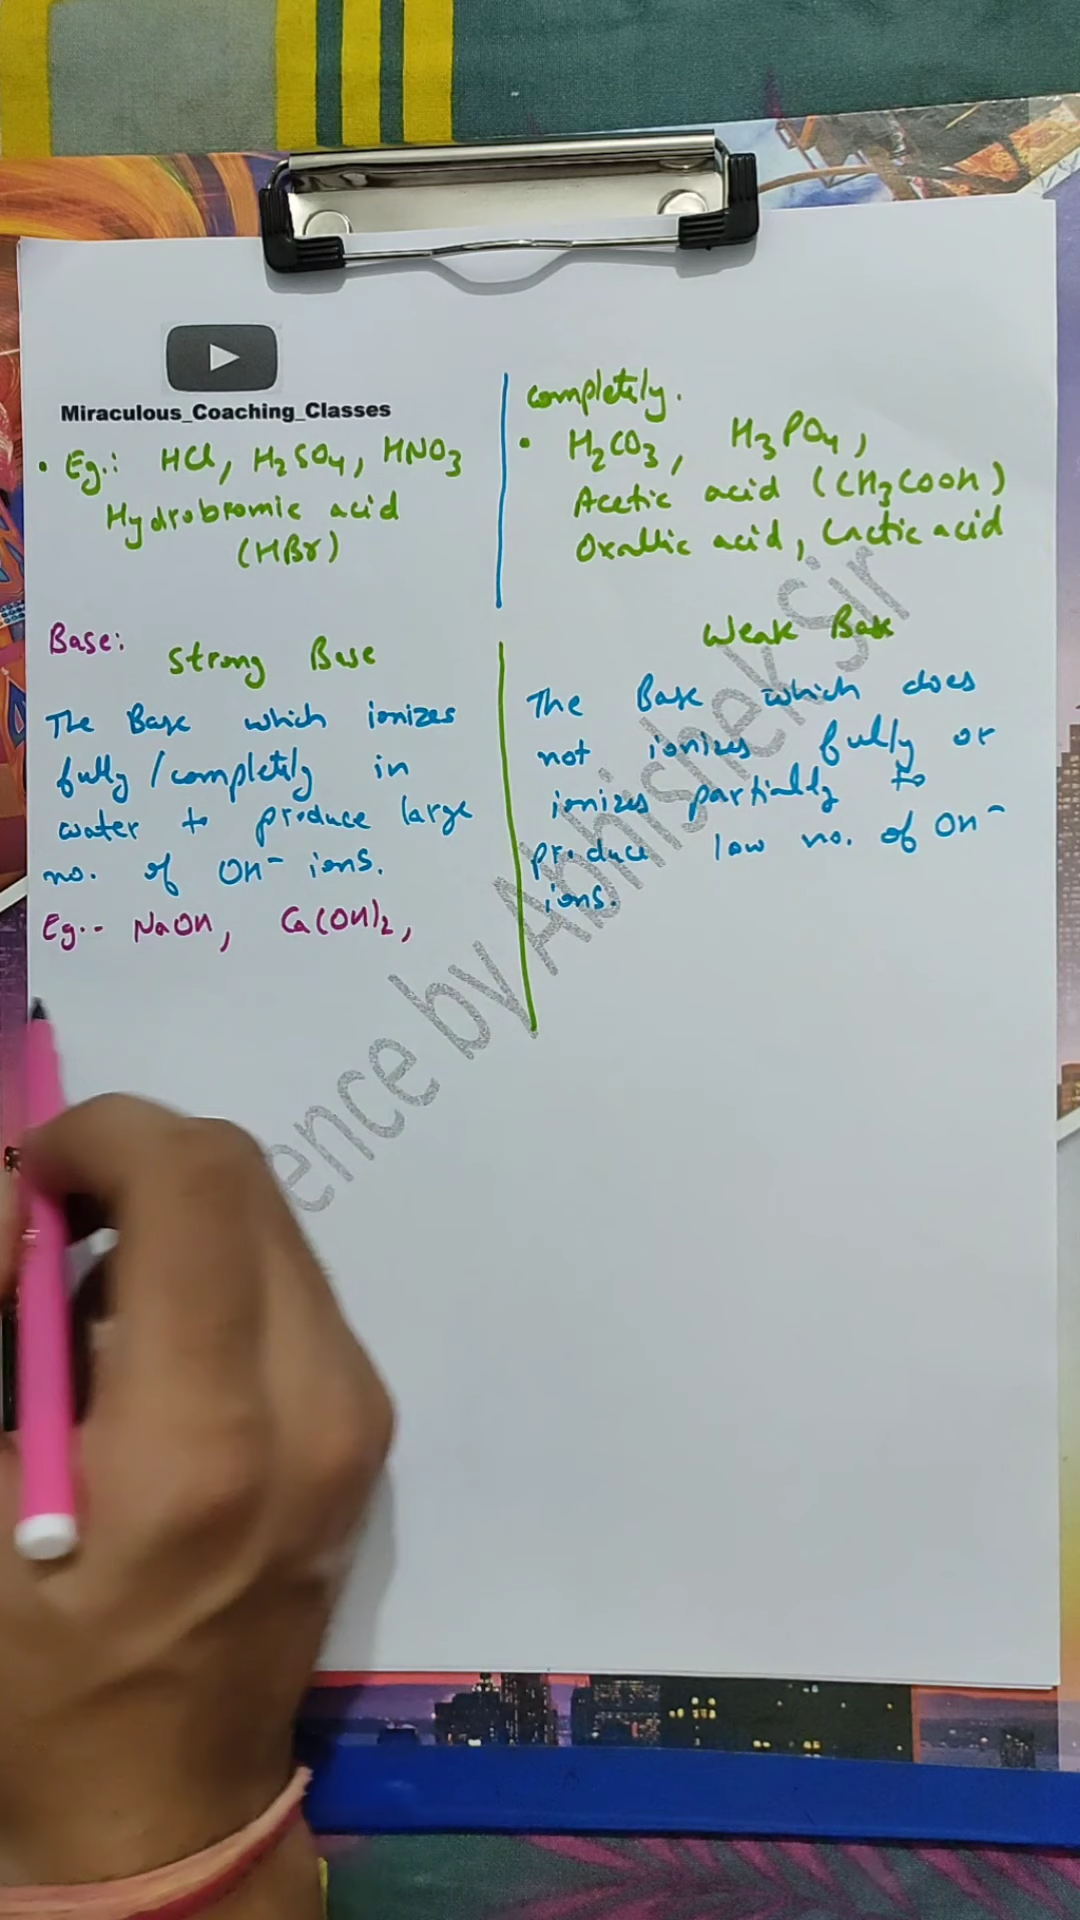 Miraculous_Coaching_Classes
• Eg.: HCl, H₂SO₄, HNO₃
Hydrobromic acid
(HBr)
completely.
• H₂CO₃, H₃PO₄,
Acetic acid (CH₃COOH)
Oxallic acid, Lactic acid
Base:
Strong Base
The Base which ionizes
fully/completely in
water to produce large
no. of OH⁻ ions.
Eg.- NaOH, Ca(OH)₂,
Weak Base
The Base which does
not ionizes fully or
ionizes partially to
produce low no. of OH⁻
ions.
ence by Abhishek Sir